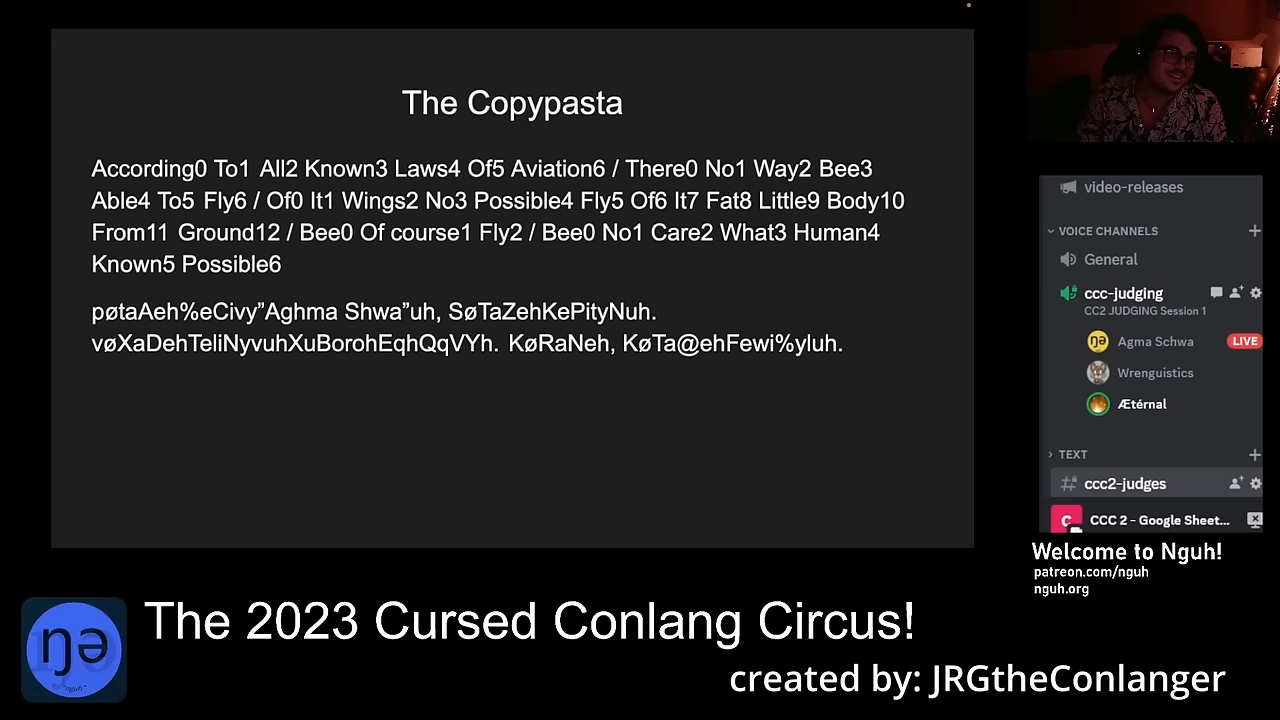 The Copypasta
According0 To1 All2 Known3 Laws4 Of5 Aviation6 / There0 No1 Way2 Bee3
Able4 To5 Fly6 / Of0 It1 Wings2 No3 Possible4 Fly5 Of6 It7 Fat8 Little9 Body10
From11 Ground12 / Bee0 Of course1 Fly2 / Bee0 No1 Care2 What3 Human4
Known5 Possible6
pøtaAeh%eCivy”Aghma Shwa”uh, SøTaZehKePityNuh.
vøXaDehTeliNyvuhXuBorohEqhQqVYh. KøRaNeh, KøTa@ehFewi%yluh.
video-releases
VOICE CHANNELS
General
ccc-judging
CC2 JUDGING Session 1
Agma Schwa LIVE
Wrenguistics
Ætérnal
TEXT
ccc2-judges
C CCC 2 – Google Sheet...
Welcome to Nguh!
patreon.com/nguh
nguh.org
ŋə
"nguh"
The 2023 Cursed Conlang Circus!
created by: JRGtheConlanger